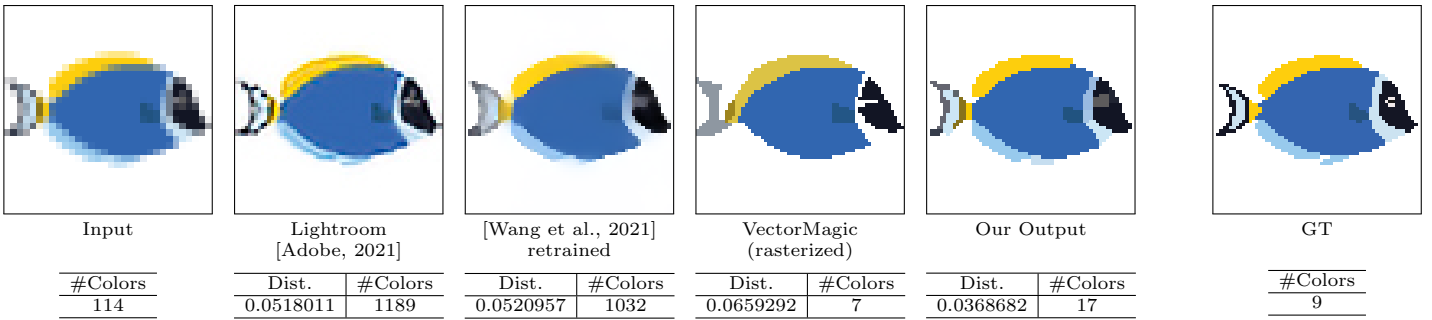 Input
Lightroom
[Adobe, 2021]
[Wang et al., 2021]
retrained
VectorMagic
(rasterized)
Our Output
GT
#Colors
114
Dist. #Colors
0.0518011 1189
Dist. #Colors
0.0520957 1032
Dist. #Colors
0.0659292 7
Dist. #Colors
0.0368682 17
#Colors
9